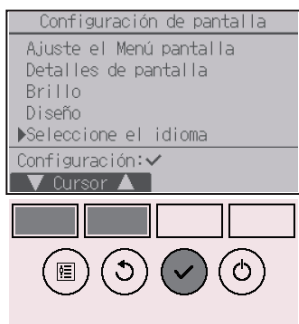 Configuración de pantalla
Ajuste el Menú pantalla
Detalles de pantalla
Brillo
Diseño
▶Seleccione el idioma
Configuración:✓
▼ Cursor ▲